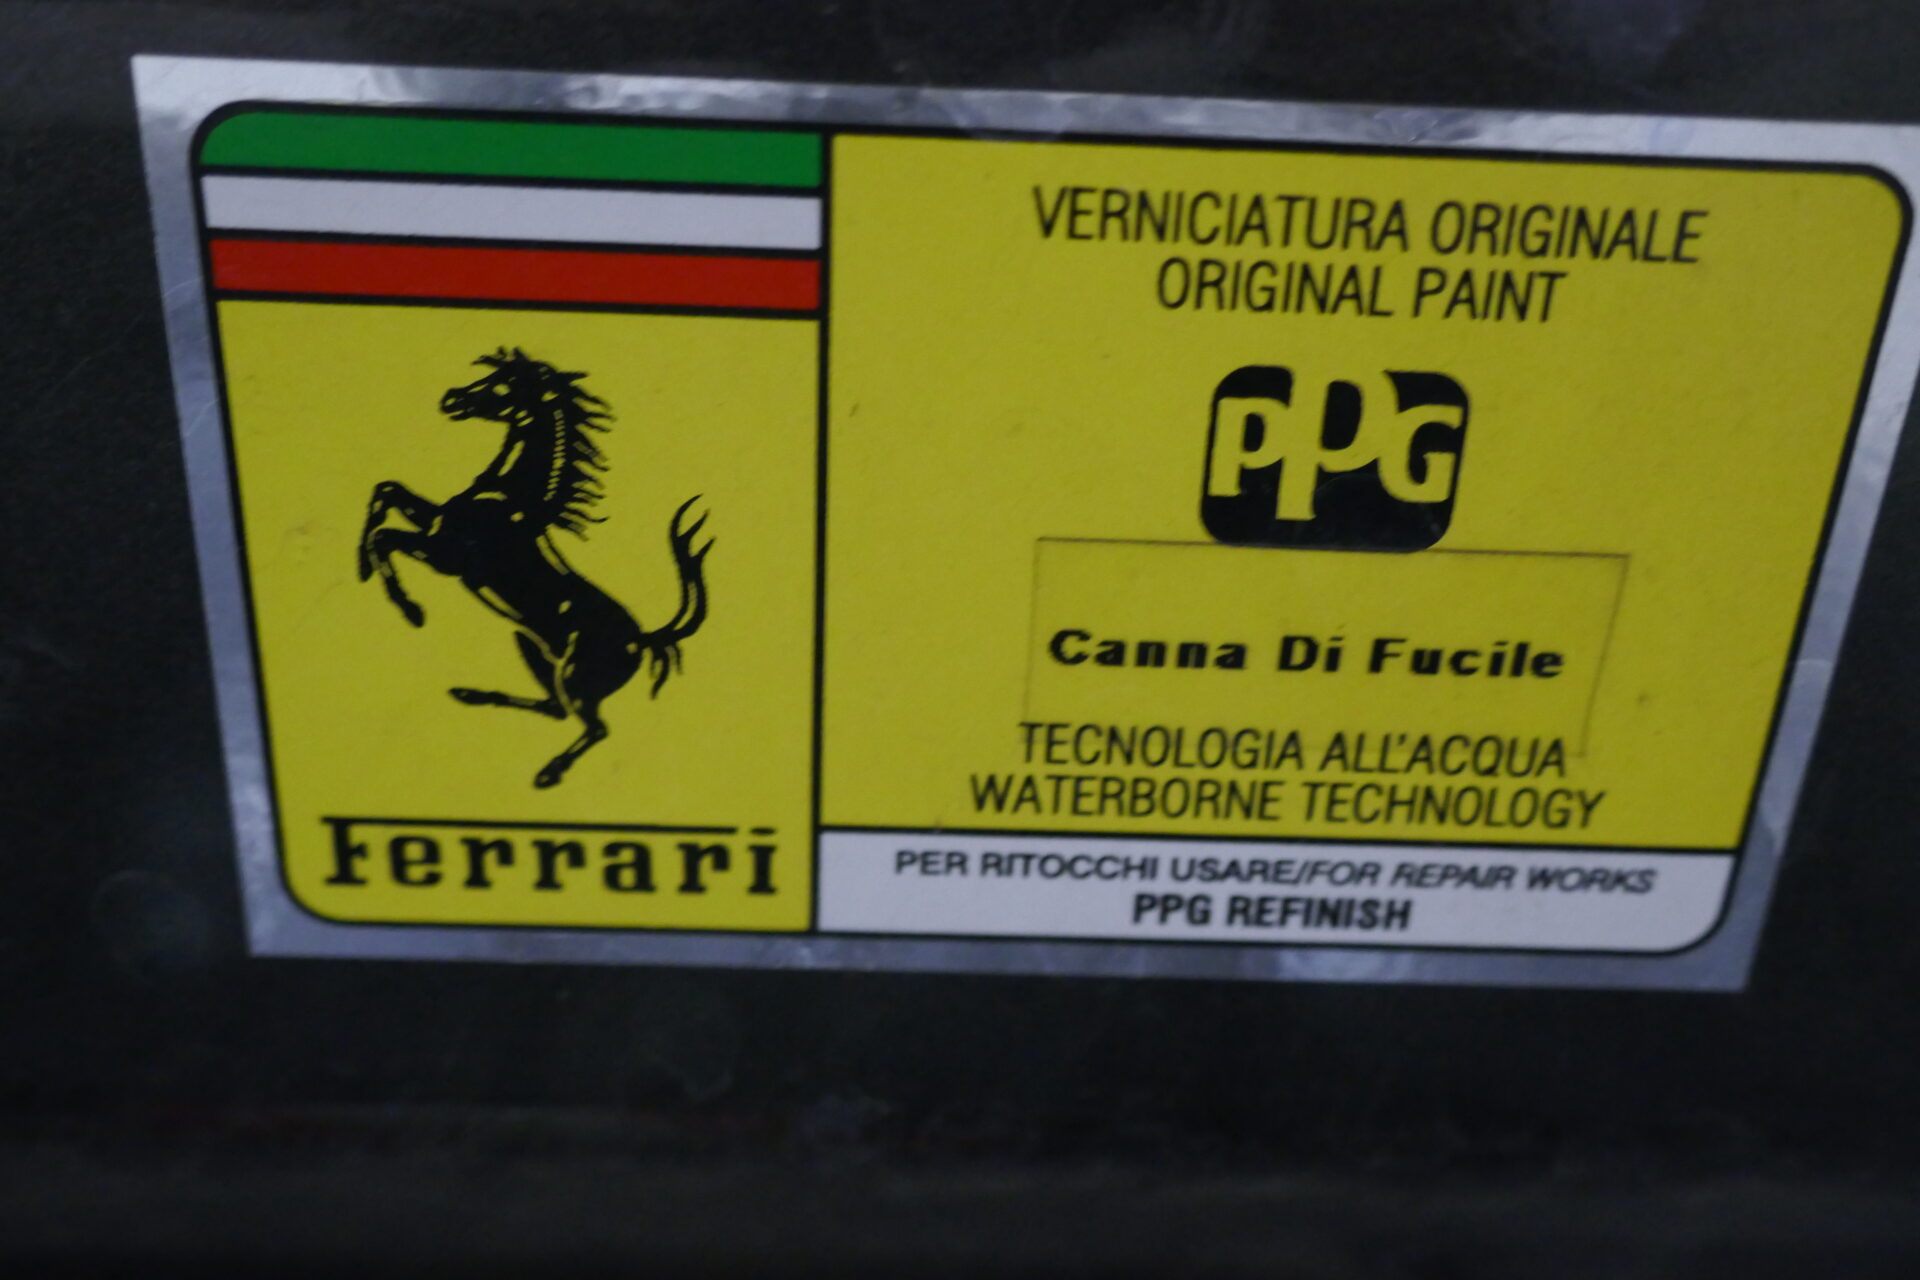 Ferrari
VERNICIATURA ORIGINALE
ORIGINAL PAINT
PPG
Canna Di Fucile
TECNOLOGIA ALL'ACQUA
WATERBORNE TECHNOLOGY
PER RITOCCHI USARE/FOR REPAIR WORKS
PPG REFINISH